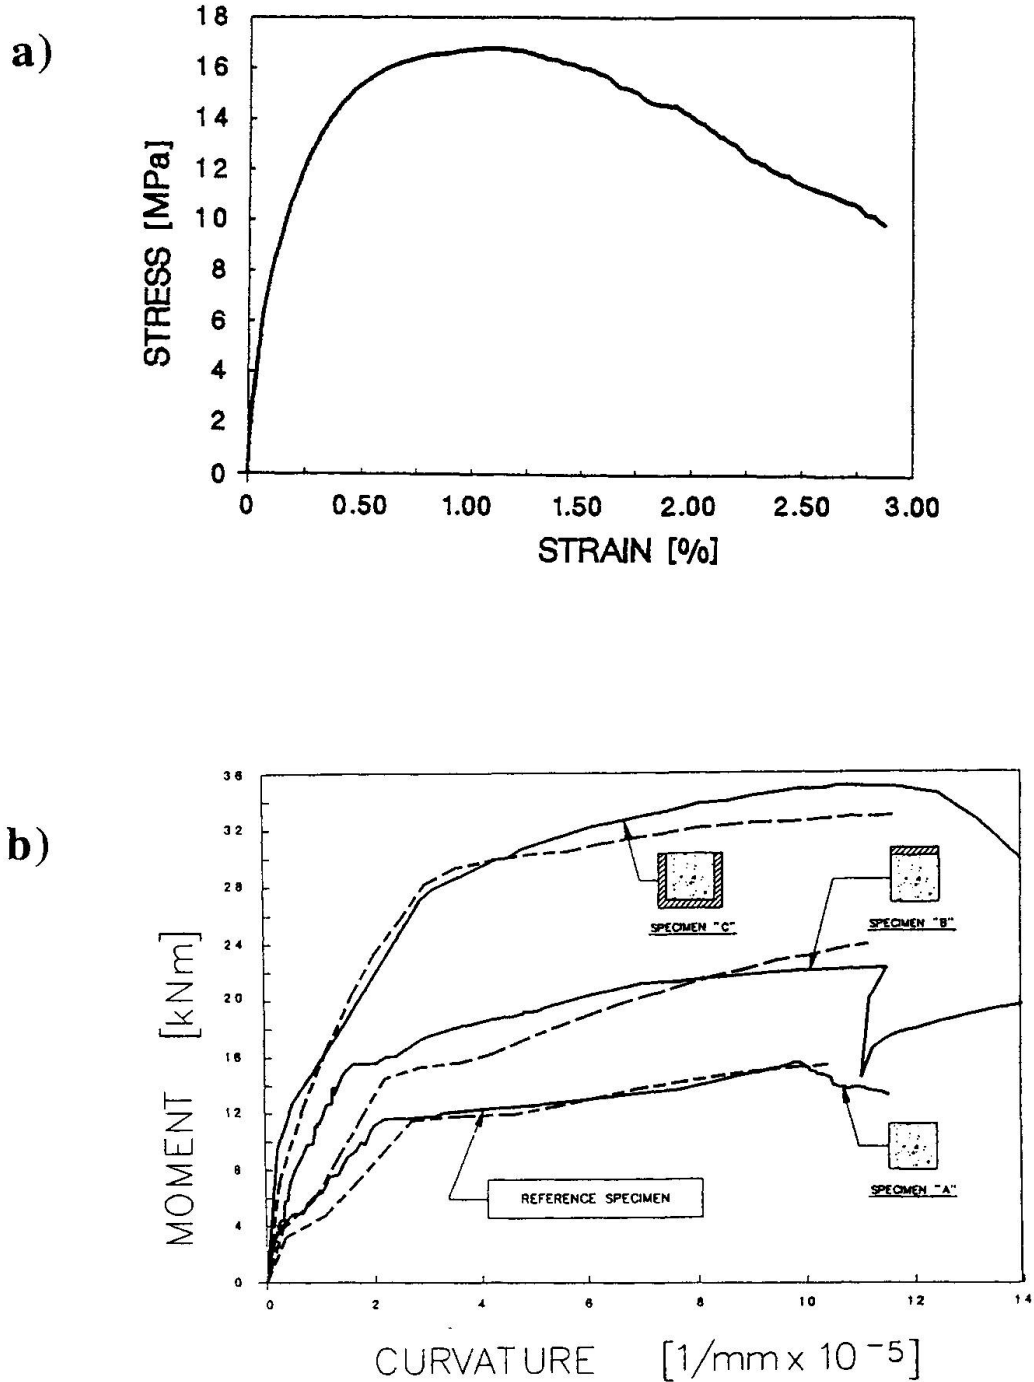 a)
18
16
14
12
10
8
6
4
2
0
STRESS [MPa]
0 0.50 1.00 1.50 2.00 2.50 3.00
STRAIN [%]
b)
36
32
28
24
20
16
12
8
4
0
MOMENT [kNm]
SPECIMEN "C"
SPECIMEN "B"
REFERENCE SPECIMEN
SPECIMEN "A"
0 2 4 6 8 10 12 14
CURVATURE [1/mm x 10⁻⁵]